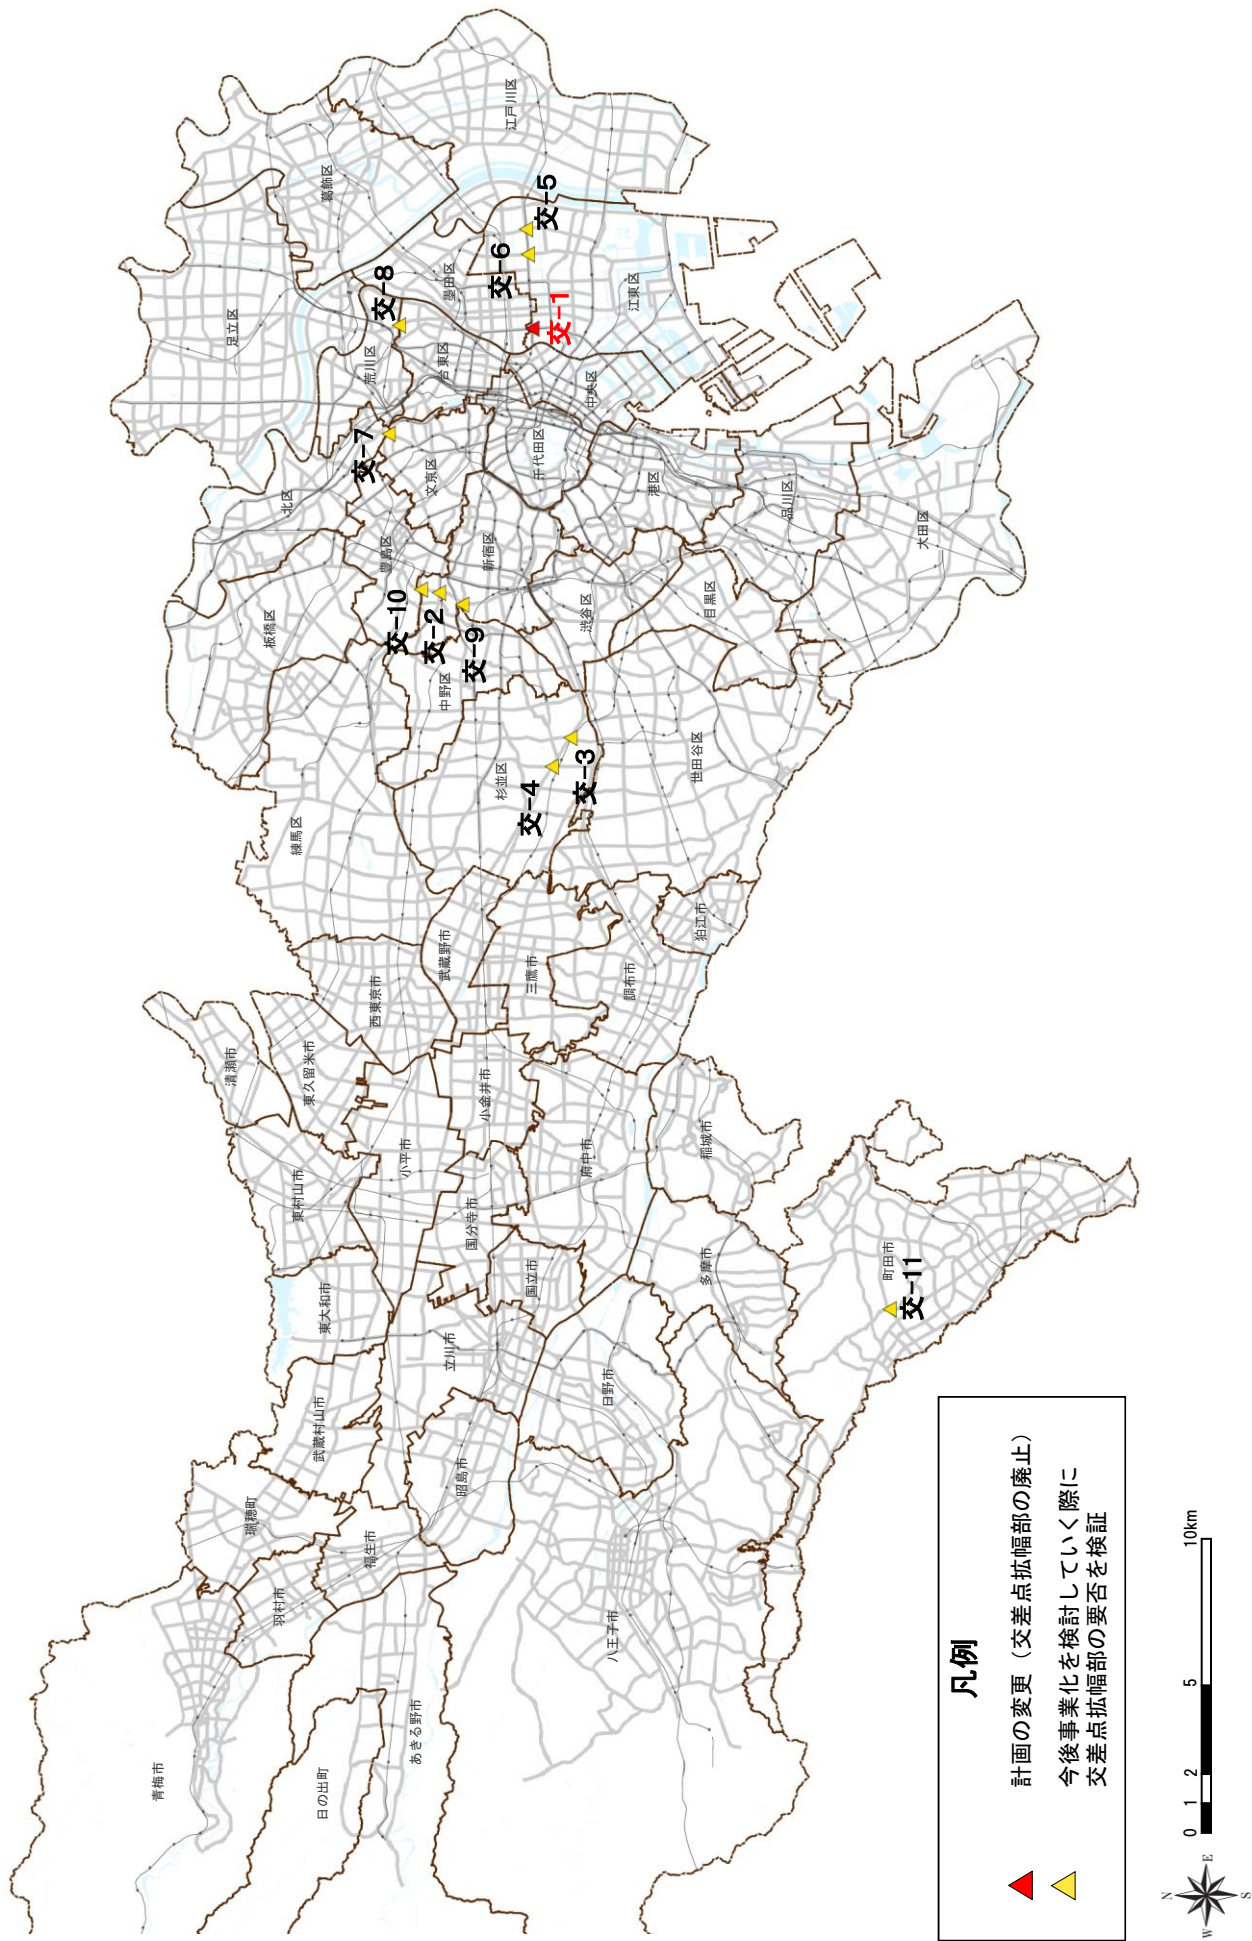 青梅市
日の出町
あきる野市
羽村市
瑞穂町
福生市
武蔵村山市
昭島市
八王子市
東大和市
立川市
日野市
東村山市
小平市
国分寺市
国立市
府中市
多摩市
稲城市
町田市
清瀬市
東久留米市
西東京市
小金井市
武蔵野市
三鷹市
調布市
狛江市
練馬区
杉並区
世田谷区
板橋区
中野区
豊島区
新宿区
渋谷区
目黒区
北区
文京区
千代田区
港区
品川区
大田区
足立区
荒川区
台東区
中央区
葛飾区
墨田区
江東区
江戸川区
交-1
交-2
交-3
交-4
交-5
交-6
交-7
交-8
交-9
交-10
交-11
凡例
計画の変更（交差点拡幅部の廃止）
今後事業化を検討していく際に
交差点拡幅部の要否を検証
0 1 2 5 10km
N
W E
S